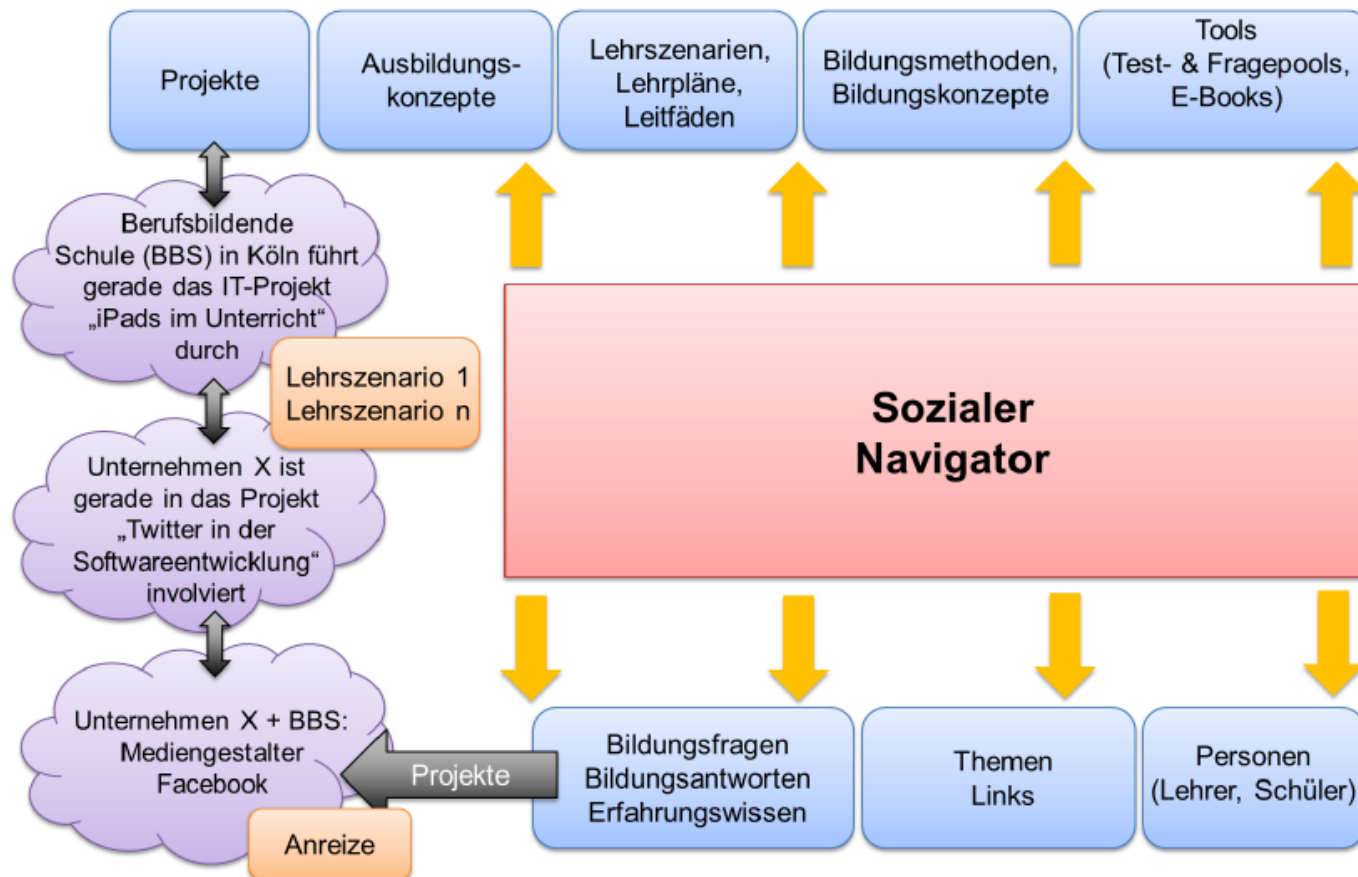 Projekte
Ausbildungs-
konzepte
Lehrszenarien,
Lehrpläne,
Leitfäden
Bildungsmethoden,
Bildungskonzepte
Tools
(Test- & Fragepools,
E-Books)
Berufsbildende
Schule (BBS) in Köln führt
gerade das IT-Projekt
„iPads im Unterricht“
durch
Lehrszenario 1
Lehrszenario n
Sozialer
Navigator
Unternehmen X ist
gerade in das Projekt
„Twitter in der
Softwareentwicklung“
involviert
Unternehmen X + BBS:
Mediengestalter
Facebook
Projekte
Anreize
Bildungsfragen
Bildungsantworten
Erfahrungswissen
Themen
Links
Personen
(Lehrer, Schüler)